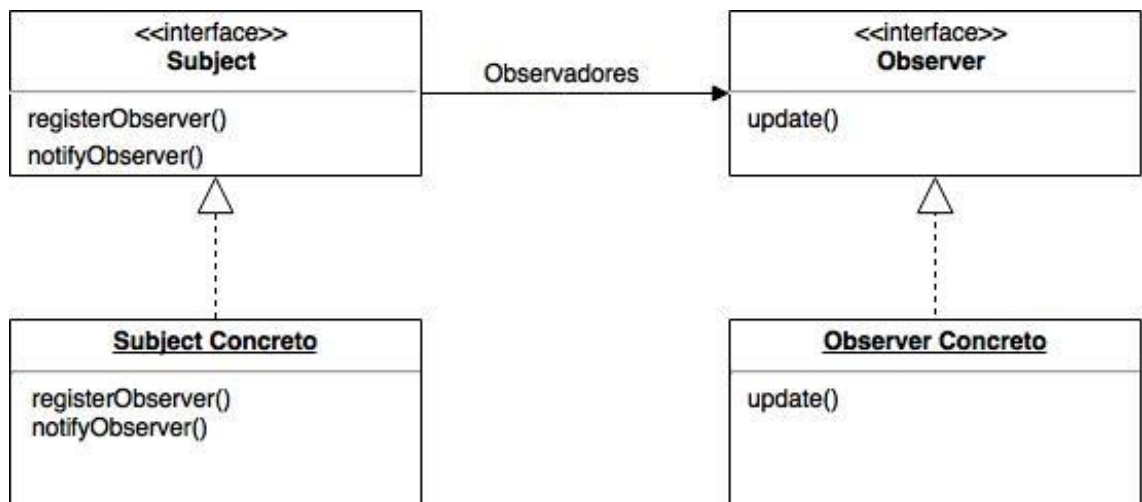 <<interface>>
Subject
registerObserver()
notifyObserver()
Observadores
<<interface>>
Observer
update()
Subject Concreto
registerObserver()
notifyObserver()
Observer Concreto
update()